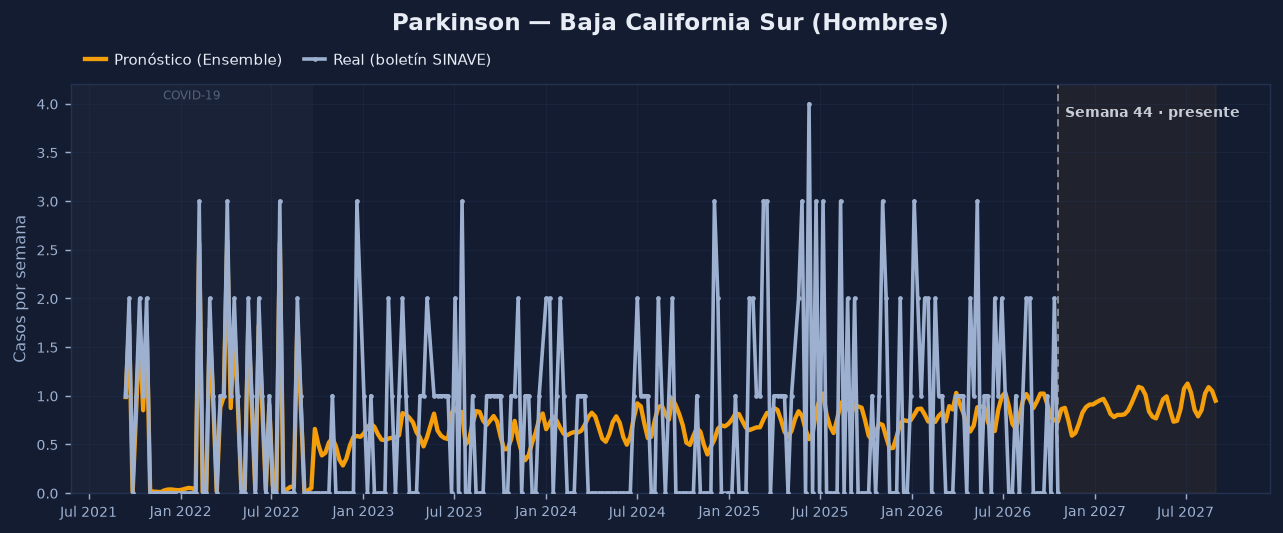 Parkinson — Baja California Sur (Hombres)
Pronóstico (Ensemble)
Real (boletín SINAVE)
COVID-19
Semana 44 · presente
Casos por semana
4.0
3.5
3.0
2.5
2.0
1.5
1.0
0.5
0.0
Jul 2021
Jan 2022
Jul 2022
Jan 2023
Jul 2023
Jan 2024
Jul 2024
Jan 2025
Jul 2025
Jan 2026
Jul 2026
Jan 2027
Jul 2027